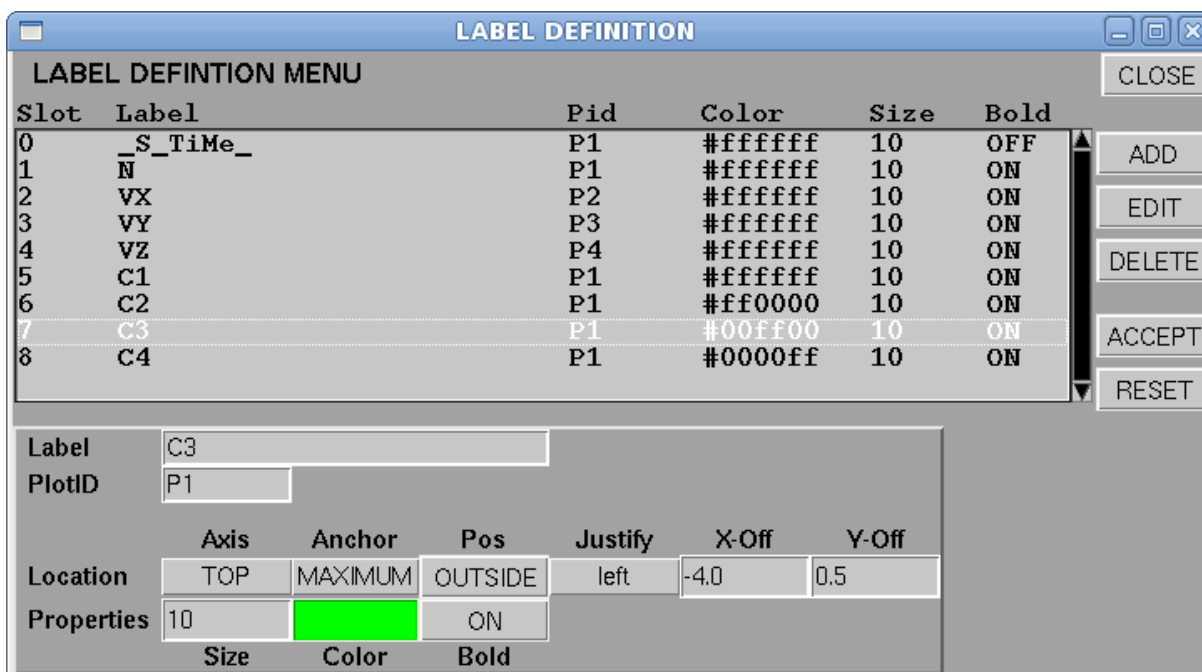 LABEL DEFINITION
LABEL DEFINTION MENU
CLOSE
Slot Label Pid Color Size Bold
0 _S_TiMe_ P1 #ffffff 10 OFF
1 N P1 #ffffff 10 ON
2 VX P2 #ffffff 10 ON
3 VY P3 #ffffff 10 ON
4 VZ P4 #ffffff 10 ON
5 C1 P1 #ffffff 10 ON
6 C2 P1 #ff0000 10 ON
7 C3 P1 #00ff00 10 ON
8 C4 P1 #0000ff 10 ON
ADD
EDIT
DELETE
ACCEPT
RESET
Label C3
PlotID P1
Axis Anchor Pos Justify X-Off Y-Off
Location TOP MAXIMUM OUTSIDE left -4.0 0.5
Properties 10 ON
Size Color Bold